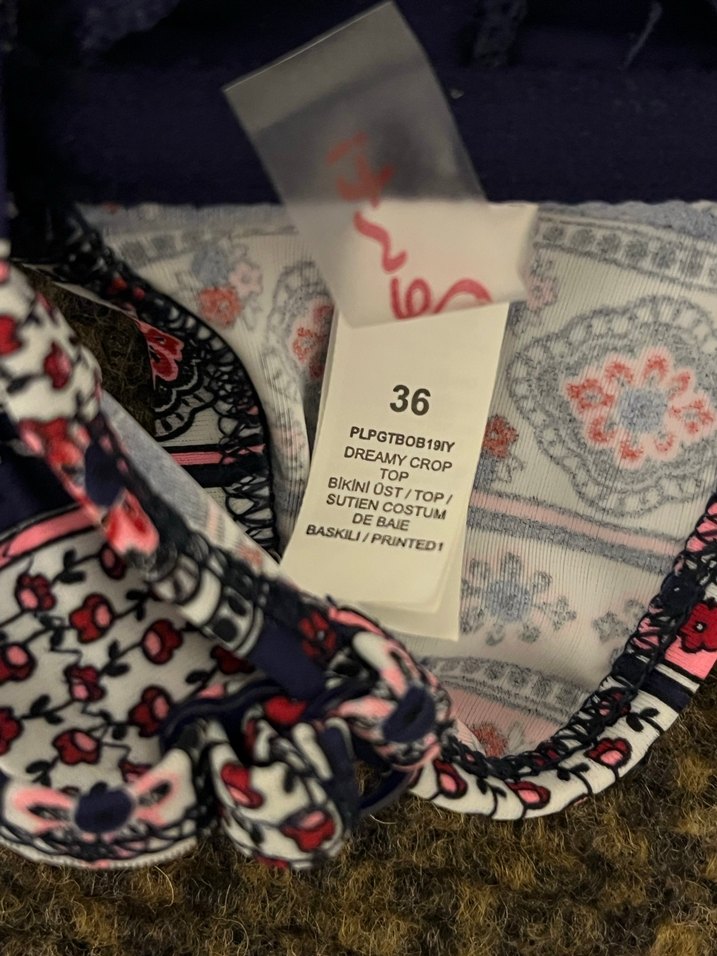 36
PLPGTBOB19IY
DREAMY CROP
TOP
BİKİNİ ÜST / TOP /
SUTIEN COSTUM
DE BAIE
BASKILI / PRINTED1